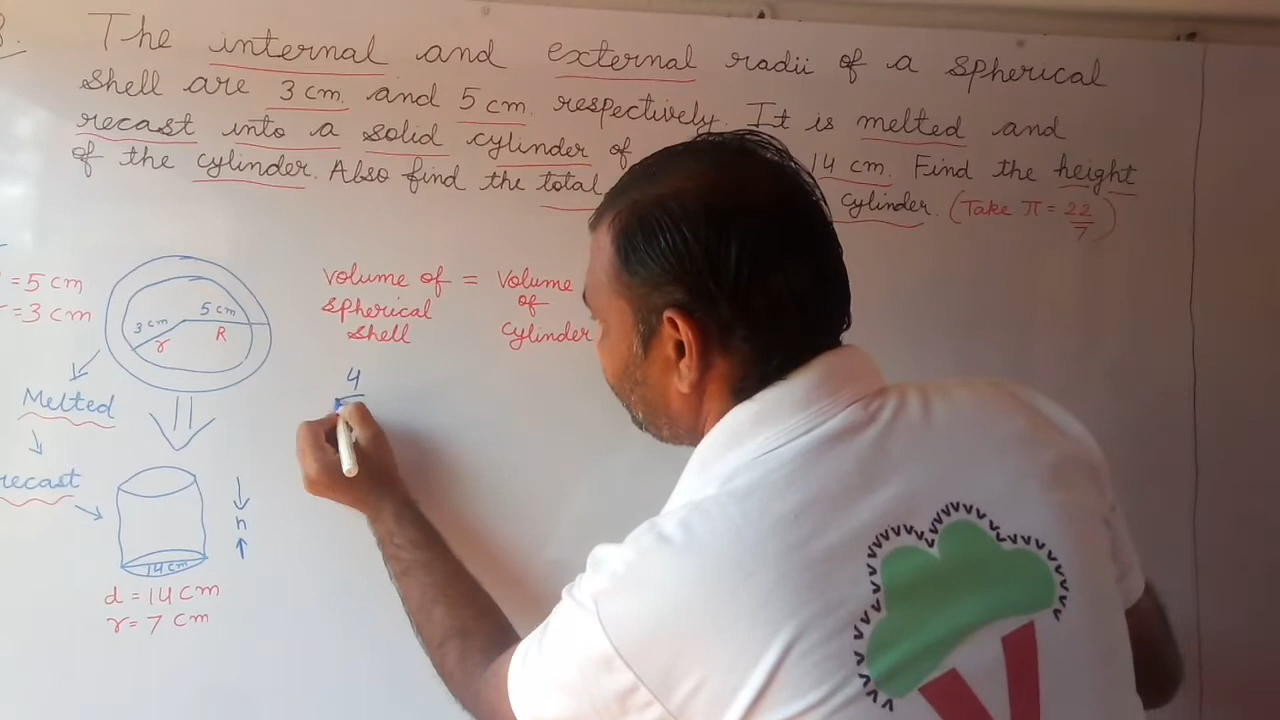 The internal and external radii of a spherical
shell are 3 cm. and 5 cm. respectively. It is melted and
recast into a solid cylinder of 14 cm. Find the height
of the cylinder. Also find the total cylinder. (Take π = 22/7)
= 5 cm
= 3 cm
5 cm
3 cm
R
r
Melted
recast
h
14 cm
d = 14 cm
r = 7 cm
volume of = Volume
spherical of
shell cylinder
4